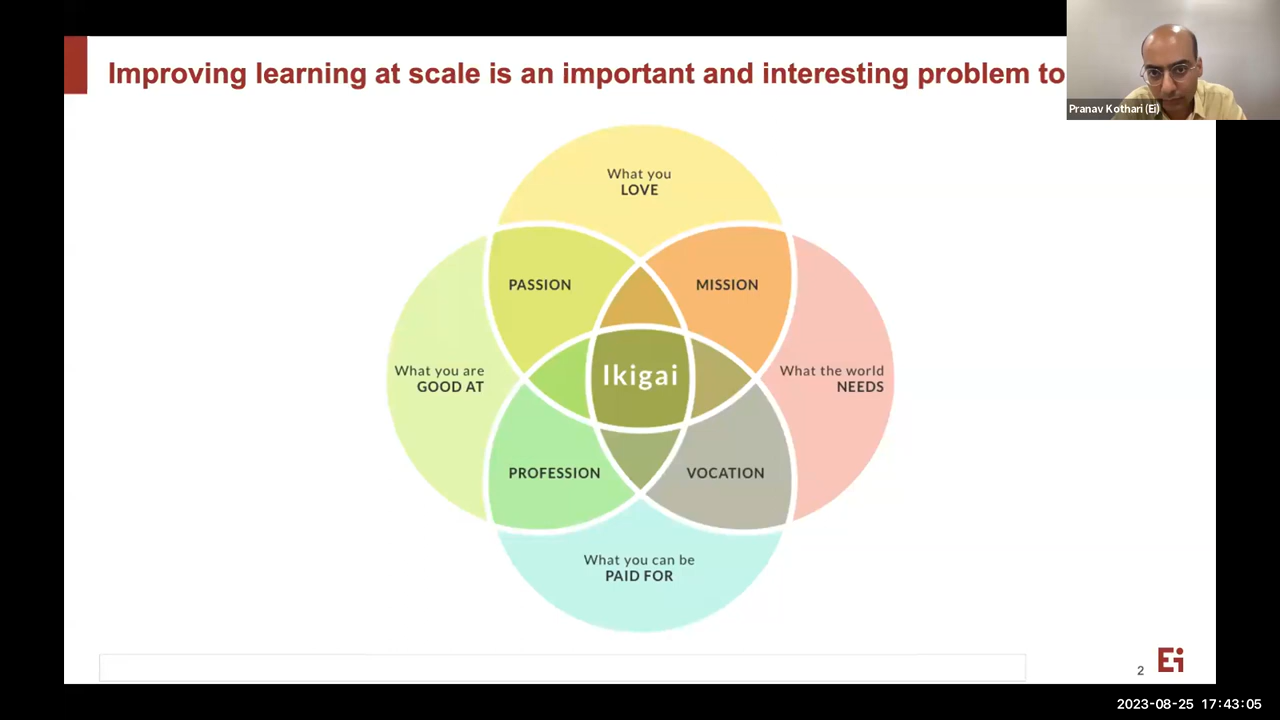 Improving learning at scale is an important and interesting problem to
Pranav Kothari (Ei)
What you
LOVE
PASSION
MISSION
What you are
GOOD AT
Ikigai
What the world
NEEDS
PROFESSION
VOCATION
What you can be
PAID FOR
2
Ei
2023-08-25 17:43:05